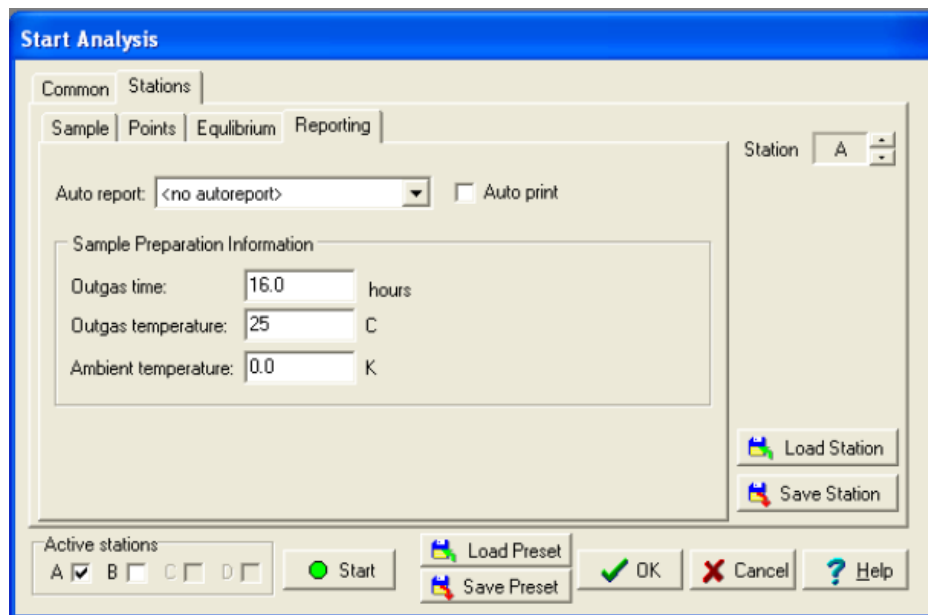 Start Analysis
Common Stations
Sample Points Equlibrium Reporting
Station A
Auto report: <no autoreport> Auto print
Sample Preparation Information
Outgas time: 16.0 hours
Outgas temperature: 25 C
Ambient temperature: 0.0 K
Load Station
Save Station
Active stations
A B C D
Start
Load Preset
Save Preset
OK
Cancel
? Help